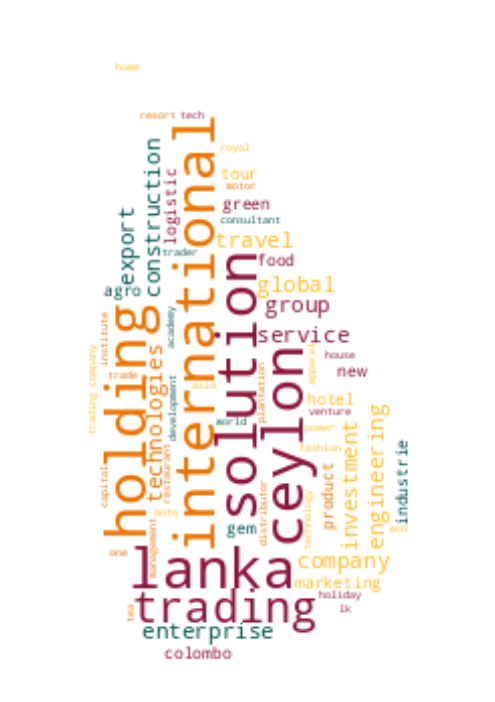 home
resort
tech
international
royal
construction
logistic
tour
motor
green
export
consultant
travel
trader
food
solution
global
agro
group
holding
academy
institute
service
ceylon
technologies
trading company
house
apparel
new
trade
asia
development
plantation
hotel
venture
world
power
investment
engineering
restaurant
fashion
industrie
capital
product
distributor
technology
auto
gem
eco
management
one
lanka
company
marketing
trading
holiday
tea
lk
enterprise
colombo